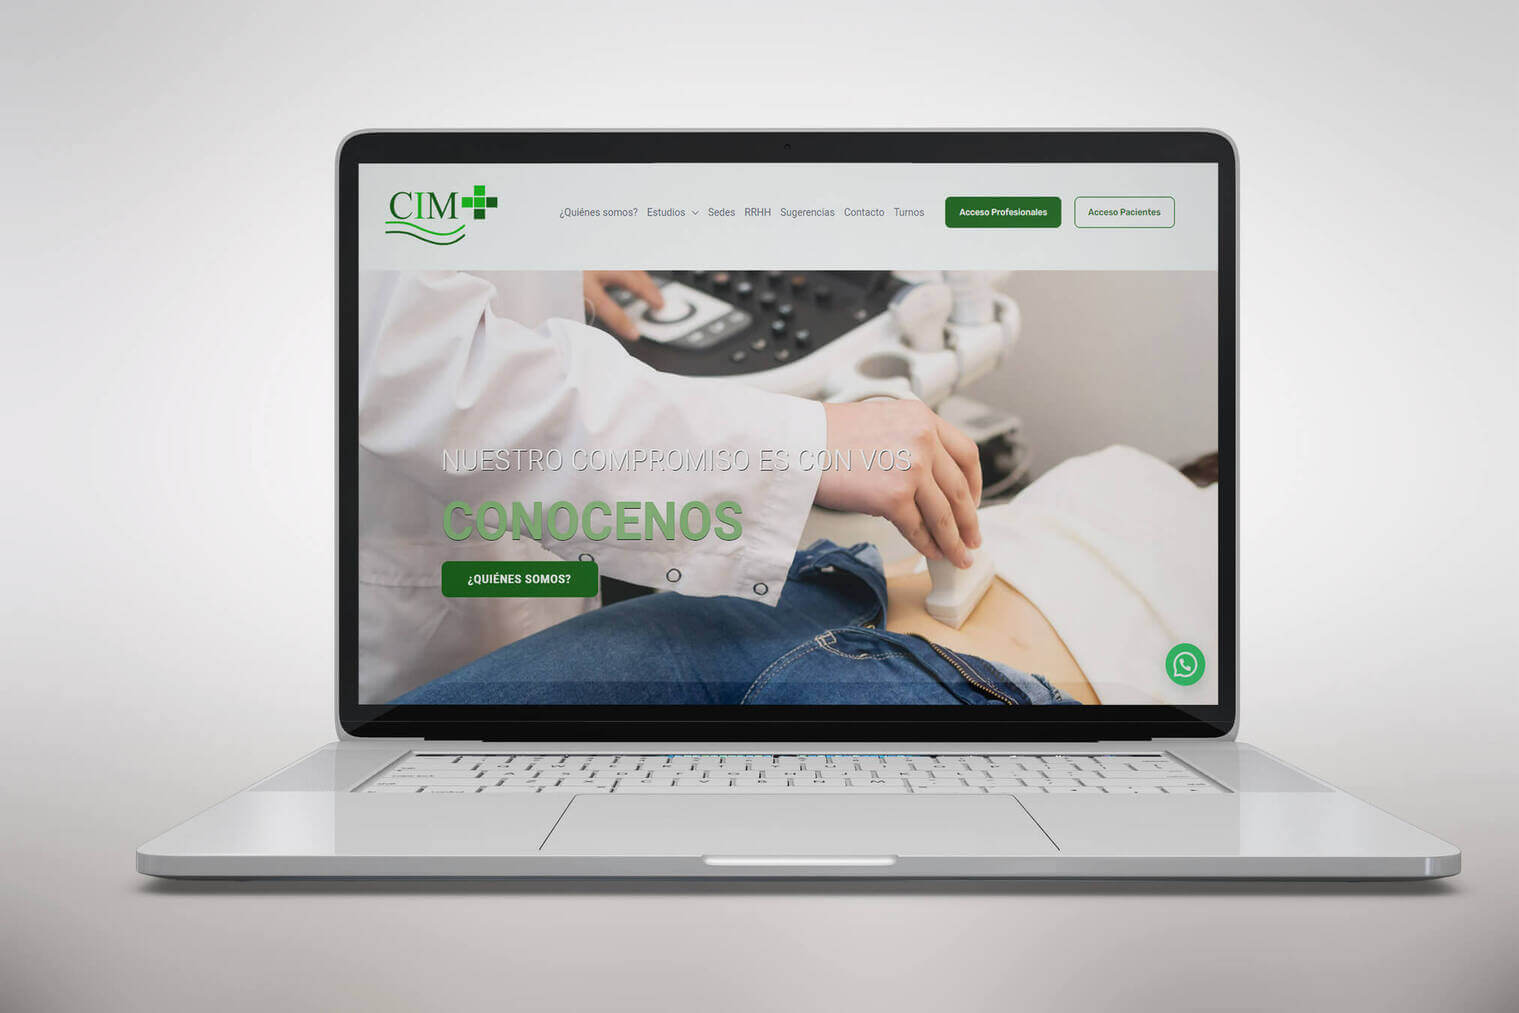 CIM
¿Quiénes somos? Estudios Sedes RRHH Sugerencias Contacto Turnos
Acceso Profesionales
Acceso Pacientes
NUESTRO COMPROMISO ES CON VOS
CONOCENOS
¿QUIÉNES SOMOS?